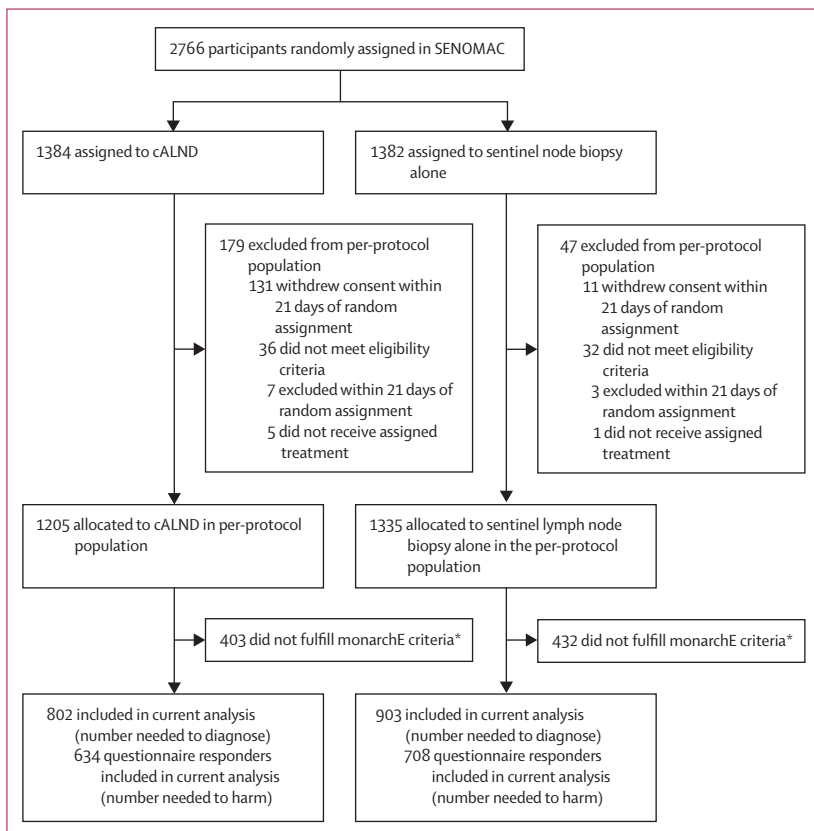 2766 participants randomly assigned in SENOMAC
1384 assigned to cALND
1382 assigned to sentinel node biopsy
alone
179 excluded from per-protocol
population
131 withdrew consent within
21 days of random
assignment
36 did not meet eligibility
criteria
7 excluded within 21 days of
random assignment
5 did not receive assigned
treatment
47 excluded from per-protocol
population
11 withdrew consent within
21 days of random
assignment
32 did not meet eligibility
criteria
3 excluded within 21 days of
random assignment
1 did not receive assigned
treatment
1205 allocated to cALND in per-protocol
population
1335 allocated to sentinel lymph node
biopsy alone in the per-protocol
population
403 did not fulfill monarchE criteria*
432 did not fulfill monarchE criteria*
802 included in current analysis
(number needed to diagnose)
634 questionnaire responders
included in current analysis
(number needed to harm)
903 included in current analysis
(number needed to diagnose)
708 questionnaire responders
included in current analysis
(number needed to harm)